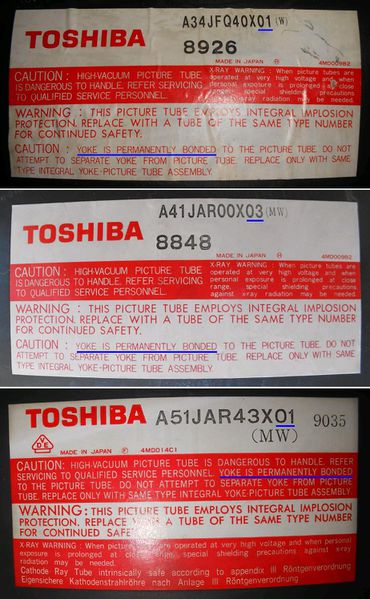 TOSHIBA A34JFQ40X01 (W)
8926
MADE IN JAPAN 4MD009B2
CAUTION : HIGH-VACUUM PICTURE TUBE
IS DANGEROUS TO HANDLE. REFER SERVICING
TO QUALIFIED SERVICE PERSONNEL.
X-RAY WARNING : When picture tubes are
operated at very high voltage and when
personal exposure is prolonged at close
range, special shielding precautions
against x-ray radiation may be needed.
WARNING : THIS PICTURE TUBE EMPLOYS INTEGRAL IMPLOSION
PROTECTION. REPLACE WITH A TUBE OF THE SAME TYPE NUMBER
FOR CONTINUED SAFETY.
CAUTION : YOKE IS PERMANENTLY BONDED TO THE PICTURE TUBE. DO NOT
ATTEMPT TO SEPARATE YOKE FROM PICTURE TUBE. REPLACE ONLY WITH SAME
TYPE INTEGRAL YOKE-PICTURE TUBE ASSEMBLY.
TOSHIBA A41JAR00X03 (MW)
8848
MADE IN JAPAN 4MD009B2
CAUTION : HIGH-VACUUM PICTURE TUBE
IS DANGEROUS TO HANDLE. REFER SERVICING
TO QUALIFIED SERVICE PERSONNEL.
X-RAY WARNING : When picture tubes are
operated at very high voltage and when
personal exposure is prolonged at close
range, special shielding precautions
against x-ray radiation may be needed.
WARNING : THIS PICTURE TUBE EMPLOYS INTEGRAL IMPLOSION
PROTECTION. REPLACE WITH A TUBE OF THE SAME TYPE NUMBER
FOR CONTINUED SAFETY.
CAUTION : YOKE IS PERMANENTLY BONDED TO THE PICTURE TUBE. DO NOT
ATTEMPT TO SEPARATE YOKE FROM PICTURE TUBE. REPLACE ONLY WITH SAME
TYPE INTEGRAL YOKE-PICTURE TUBE ASSEMBLY.
TOSHIBA A51JAR43X01 9035
(MW)
MADE IN JAPAN 4MD014C1
CAUTION: HIGH-VACUUM PICTURE TUBE IS DANGEROUS TO HANDLE. REFER
SERVICING TO QUALIFIED SERVICE PERSONNEL. YOKE IS PERMANENTLY BONDED
TO THE PICTURE TUBE. DO NOT ATTEMPT TO SEPARATE YOKE FROM PICTURE
TUBE. REPLACE ONLY WITH SAME TYPE INTEGRAL YOKE PICTURE TUBE ASSEMBLY.
WARNING: THIS PICTURE TUBE EMPLOYS INTEGRAL IMPLOSION
PROTECTION. REPLACE WITH A TUBE OF THE SAME TYPE NUMBER
FOR CONTINUED SAFETY.
X-RAY WARNING : When picture tubes are operated at very high voltage and when personal
exposure is prolonged at close range, special shielding precautions against x-ray
radiation may be needed.
Cathode Ray Tube intrinsically safe according to appendix III Röntgenverordnung
Eigensichere Kathodenstrahlröhre nach Anlage III Röntgenverordnung